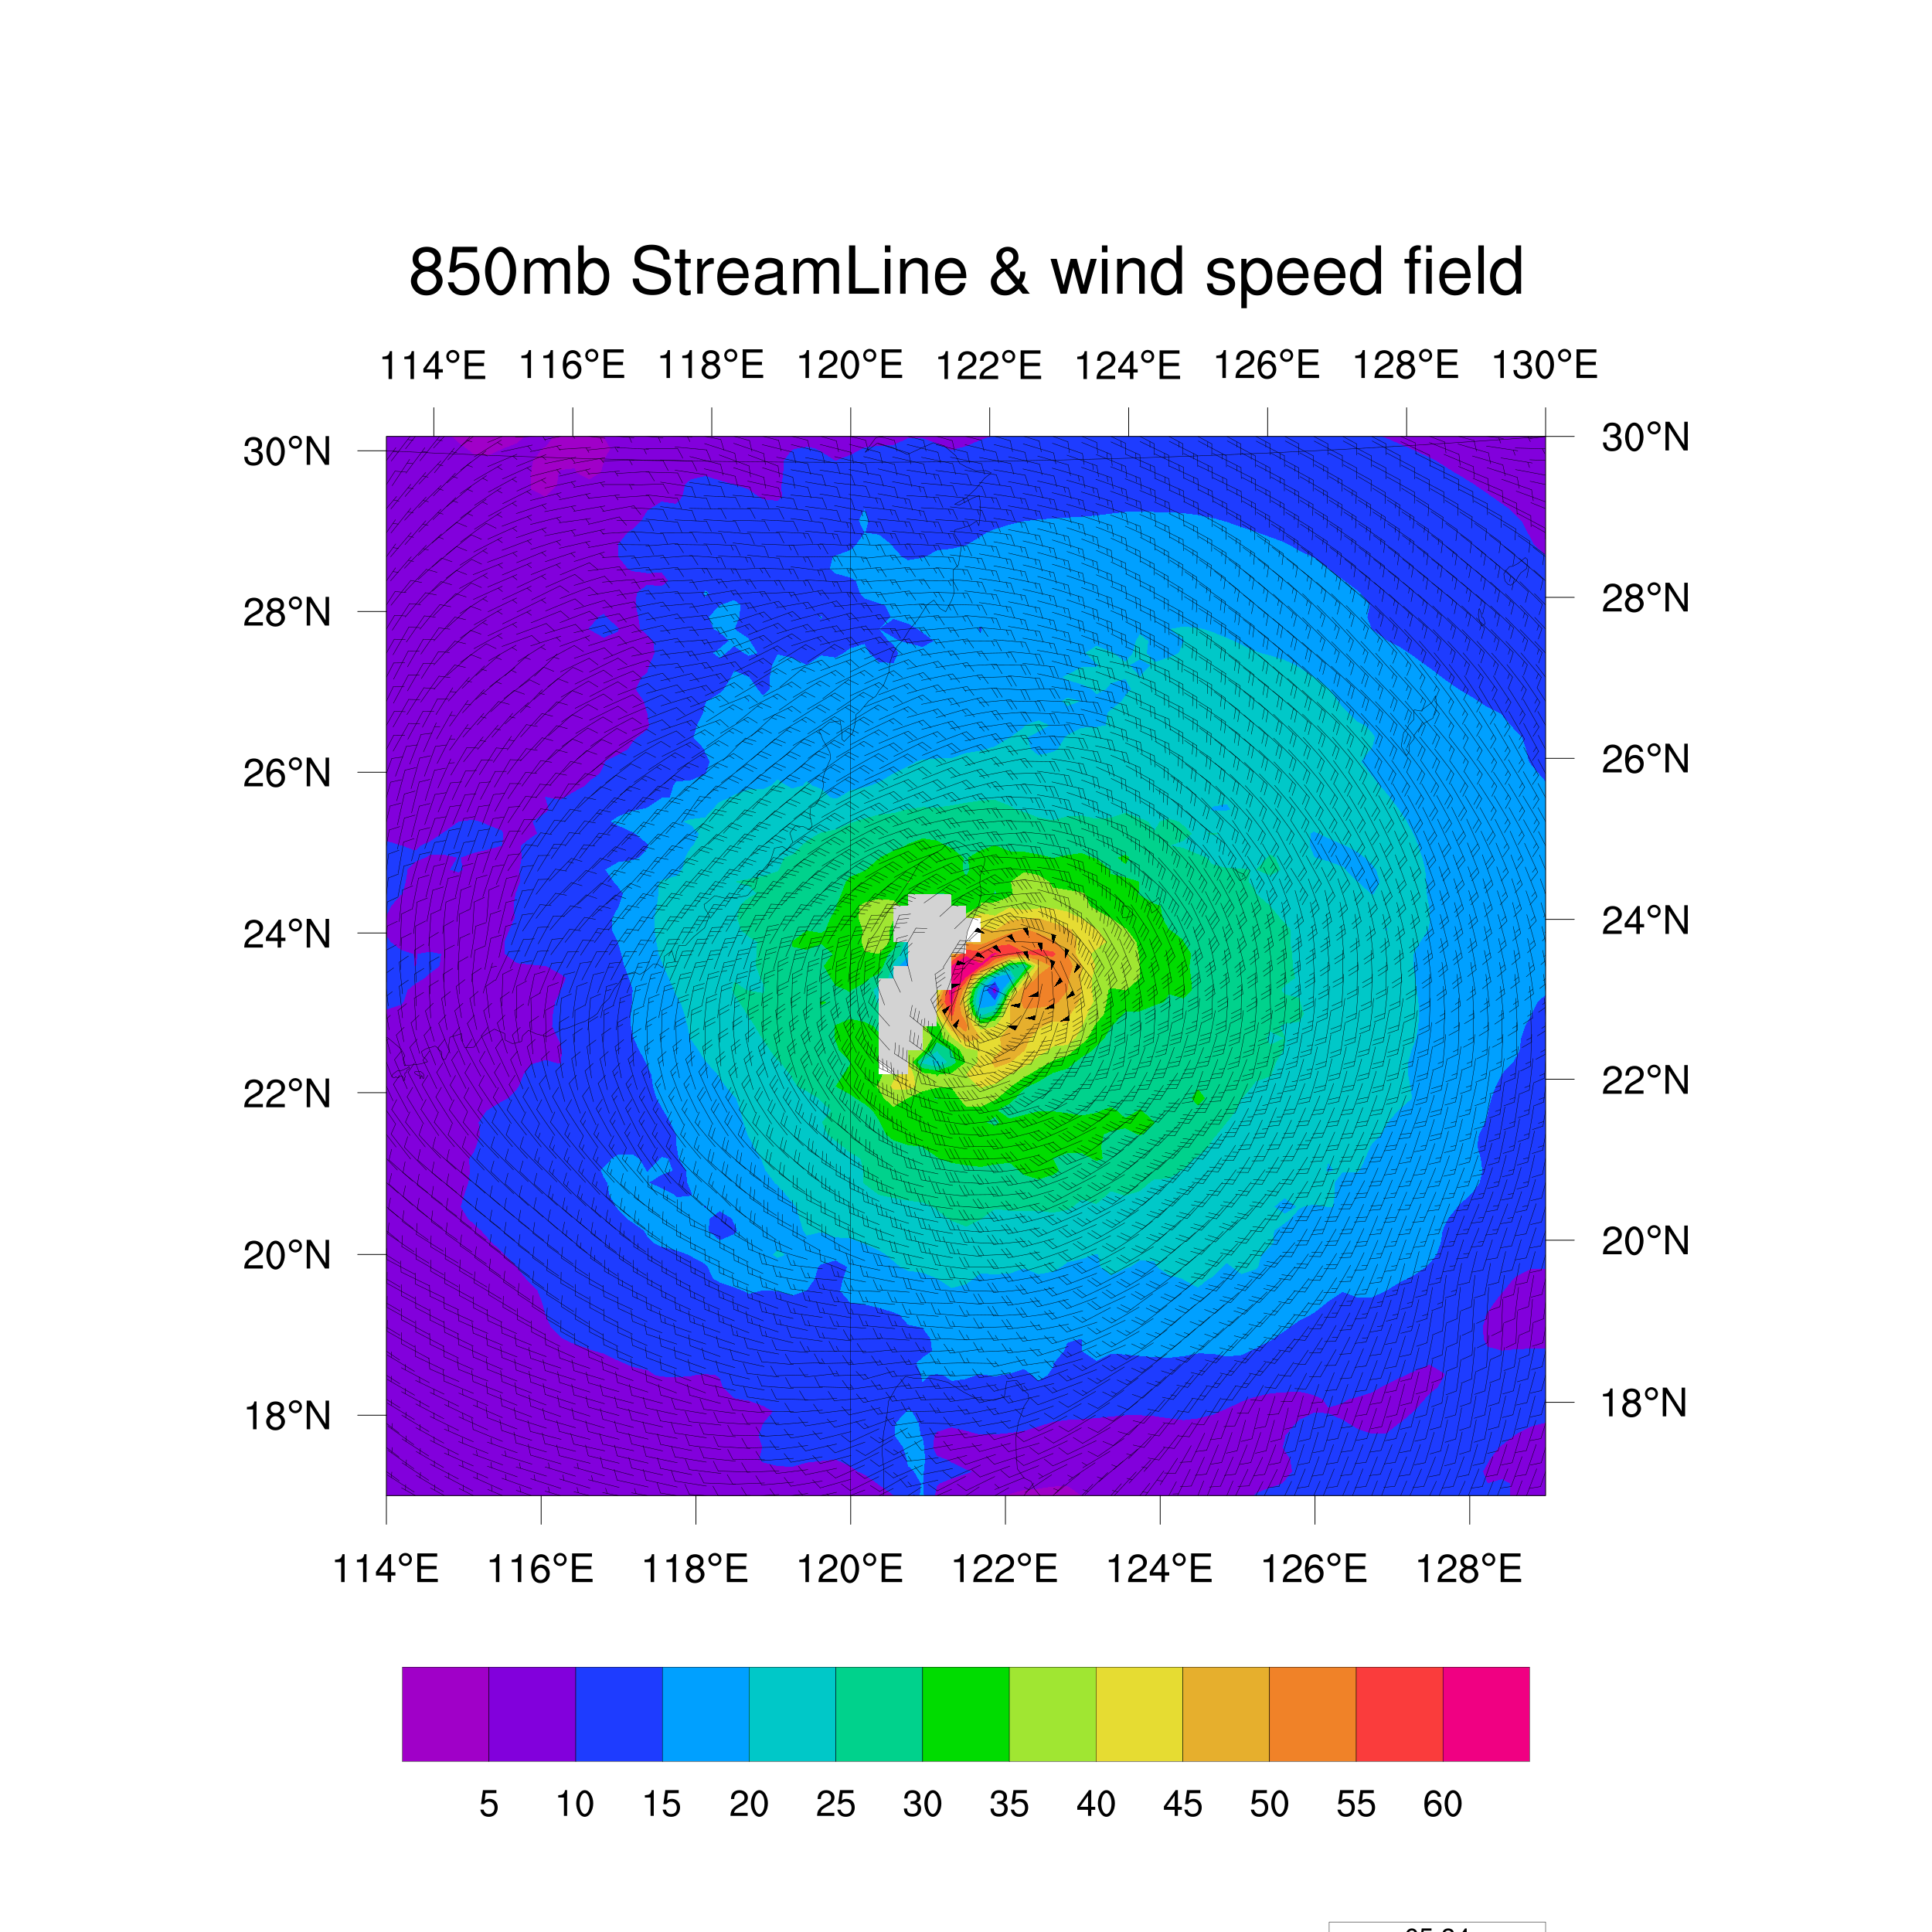 850mb StreamLine & wind speed field
114°E 116°E 118°E 120°E 122°E 124°E 126°E 128°E 130°E
30°N 30°N
28°N 28°N
26°N 26°N
24°N 24°N
22°N 22°N
20°N 20°N
18°N 18°N
114°E 116°E 118°E 120°E 122°E 124°E 126°E 128°E
5 10 15 20 25 30 35 40 45 50 55 60